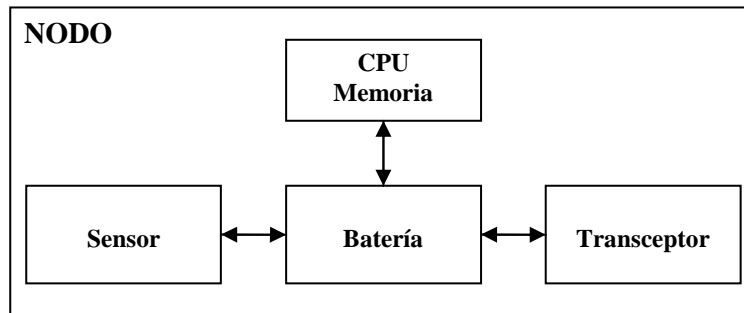 NODO
CPU
Memoria
Sensor
Batería
Transceptor